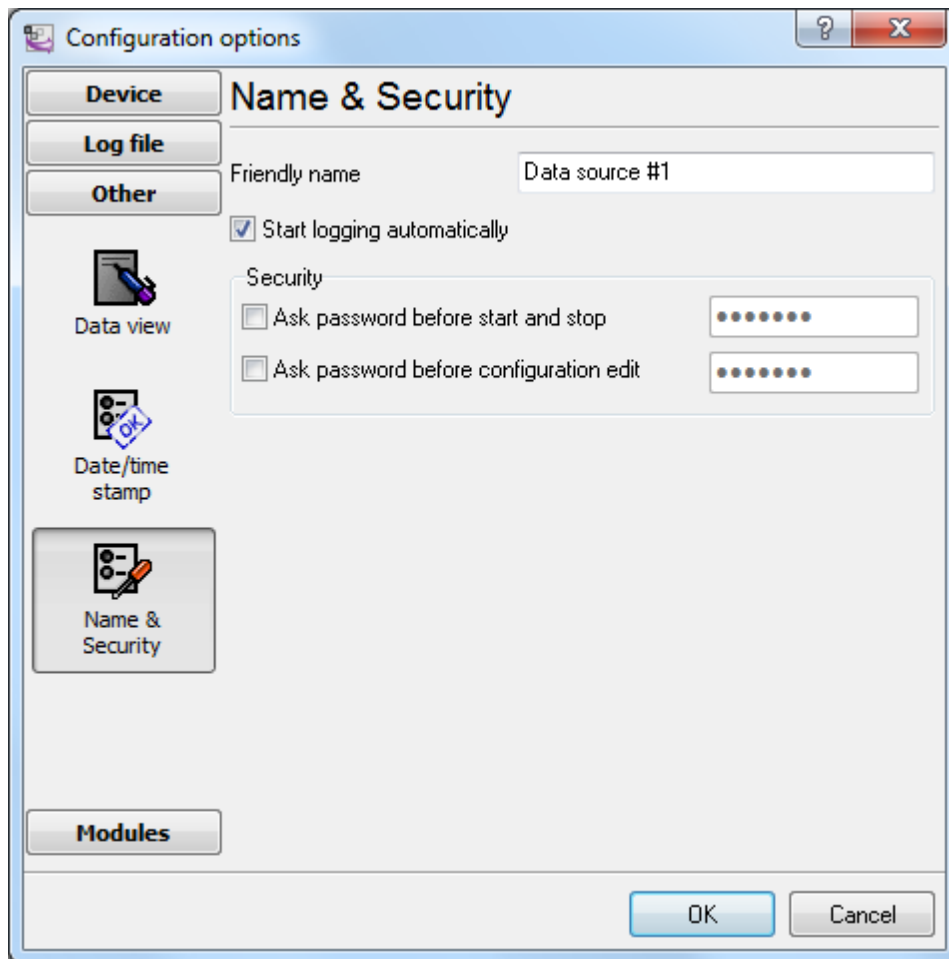 Configuration options
Device
Log file
Other
Data view
Date/time
stamp
Name &
Security
Modules
Name & Security
Friendly name
Data source #1
Start logging automatically
Security
Ask password before start and stop
•••••••
Ask password before configuration edit
•••••••
OK
Cancel